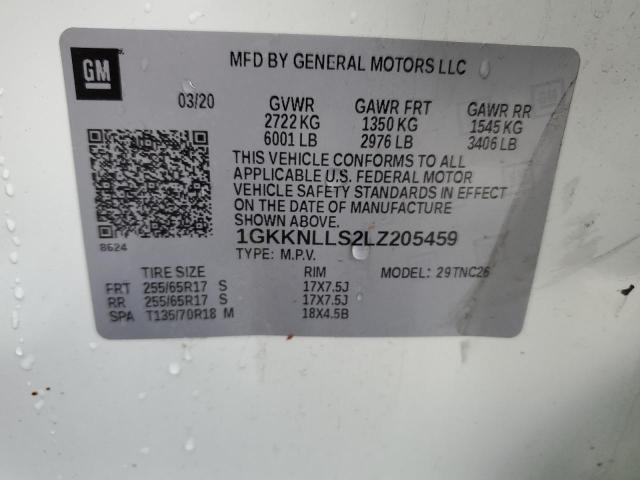 GM
MFD BY GENERAL MOTORS LLC
03/20 GVWR GAWR FRT GAWR RR
2722 KG 1350 KG 1545 KG
6001 LB 2976 LB 3406 LB
THIS VEHICLE CONFORMS TO ALL
APPLICABLE U.S. FEDERAL MOTOR
VEHICLE SAFETY STANDARDS IN EFFECT
ON THE DATE OF MANUFACTURE
SHOWN ABOVE.
8624
1GKKNLLS2LZ205459
TYPE: M.P.V. MODEL: 29TNC26
TIRE SIZE RIM
FRT 255/65R17 S 17X7.5J
RR 255/65R17 S 17X7.5J
SPA T135/70R18 M 18X4.5B